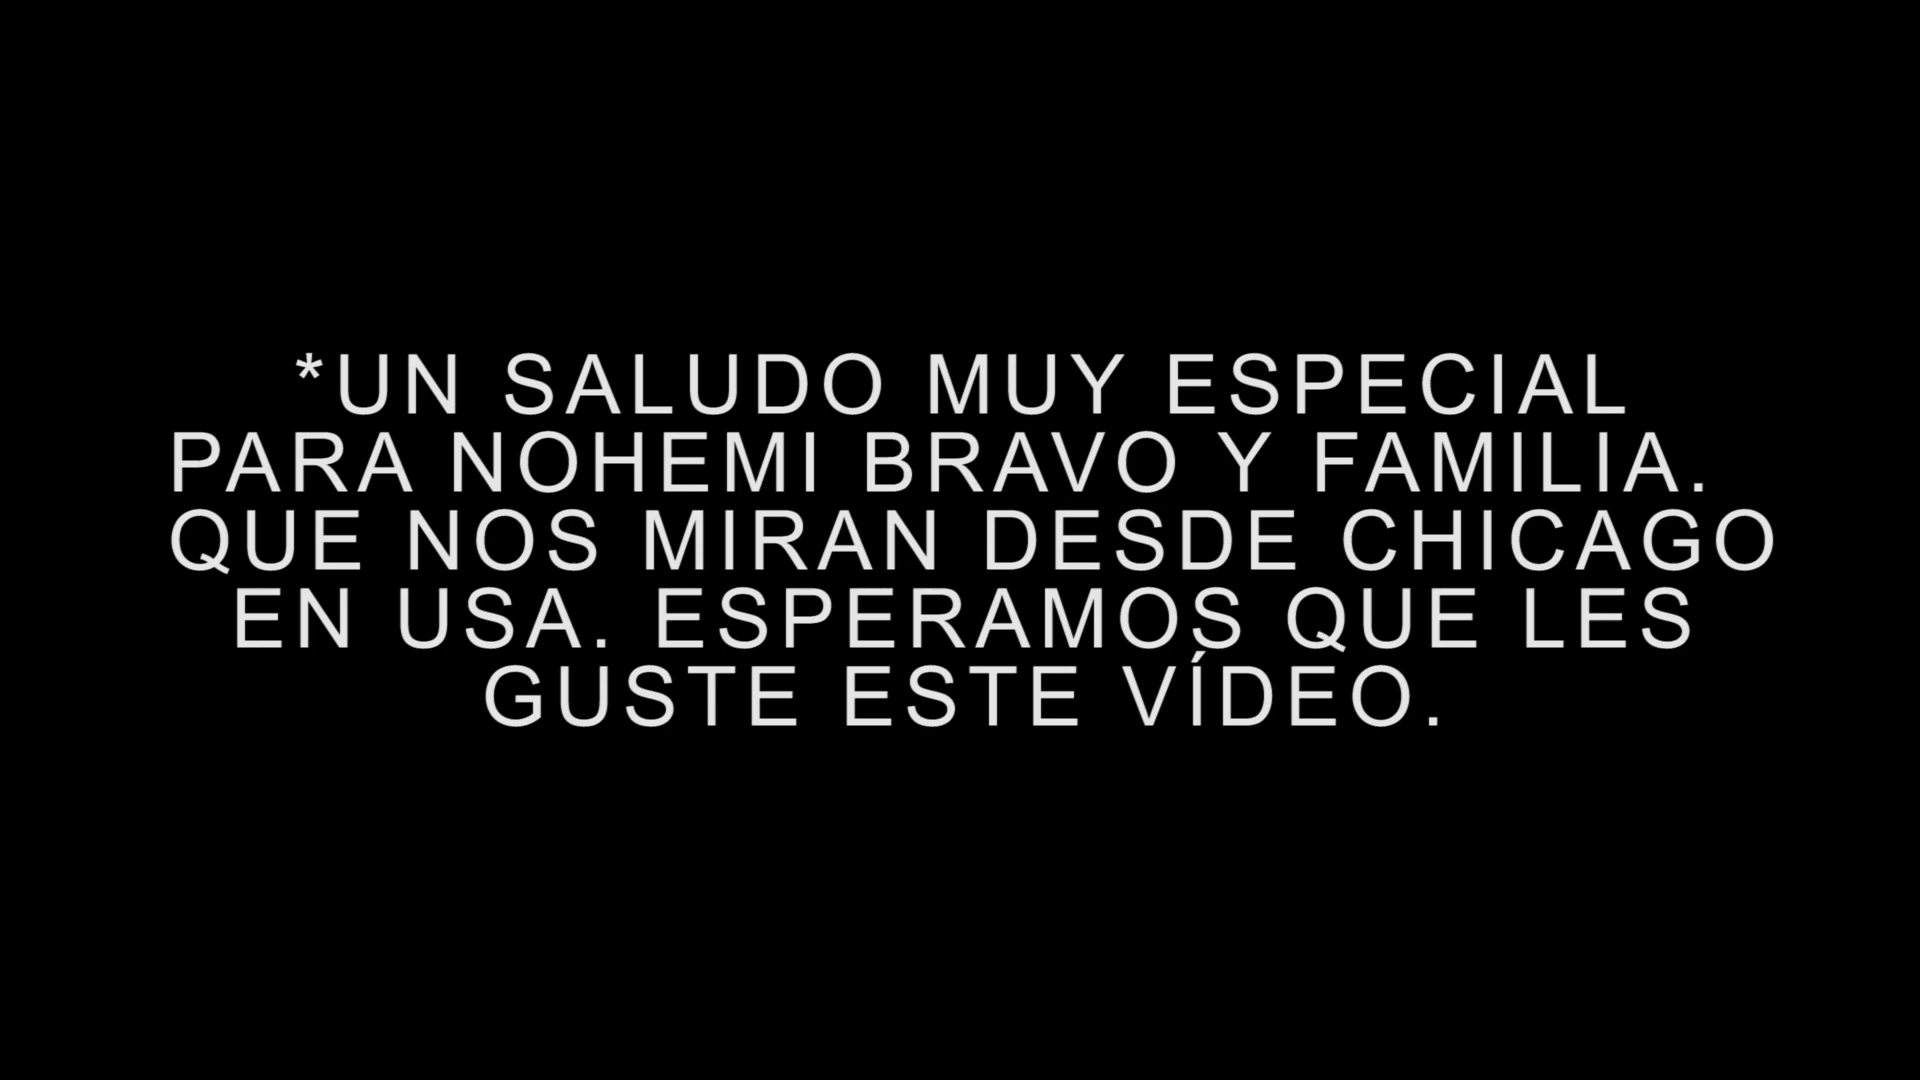 *UN SALUDO MUY ESPECIAL
PARA NOHEMI BRAVO Y FAMILIA.
QUE NOS MIRAN DESDE CHICAGO
EN USA. ESPERAMOS QUE LES
GUSTE ESTE VÍDEO.